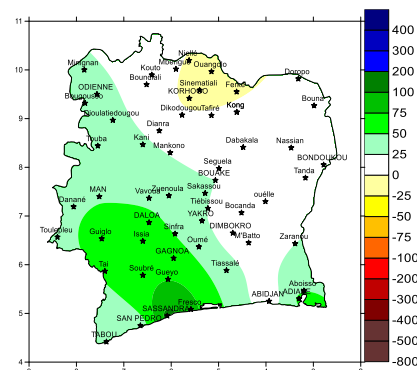 11
10
9
8
7
6
5
4
Nielle
Mbengué
Ouangolo
Minignan
Kouto
Doropo
Boundiali
Sinematiali
Ferké
ODIENNE
KORHOGO
Bougousso
Bouna
Dikodougou
Tafiré
Kong
Dioulatiedougou
Dianra
Touba
Kani
Mankono
Dabakala
Nassian
Seguela
BONDOUKOU
BOUAKE
Tanda
MAN
Vavoua
Zuenoula
Sakassou
Danané
Tiébissou
ouélle
Bocanda
DALOA
YAKRO
Toulepleu
Guiglo
Issia
Sinfra
DIMBOKRO
M'Batto
Zaranou
Oumé
GAGNOA
Tai
Soubré
Gueyo
Tiassalé
Aboisso
ABIDJAN
ADIAKE
Fresco
SASSANDRA
SAN PEDRO
TABOU
400
300
200
100
75
50
25
0
-25
-50
-75
-100
-200
-300
-400
-800